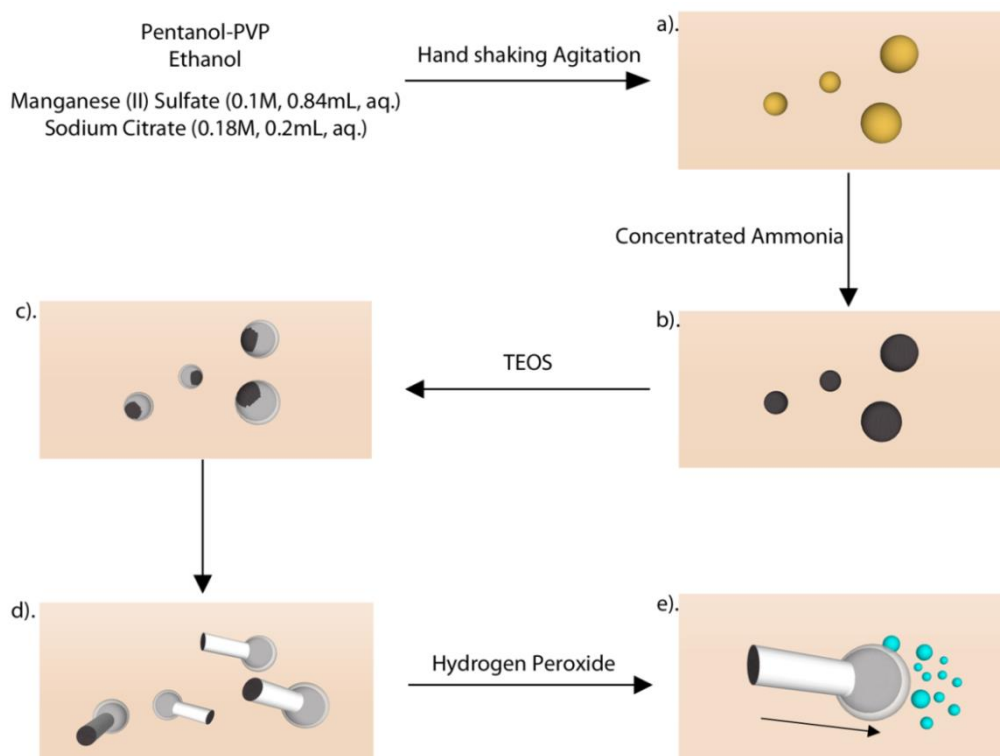 Pentanol-PVP
Ethanol
Manganese (II) Sulfate (0.1M, 0.84mL, aq.)
Sodium Citrate (0.18M, 0.2mL, aq.)
Hand shaking Agitation
a).
Concentrated Ammonia
b).
TEOS
c).
d).
Hydrogen Peroxide
e).